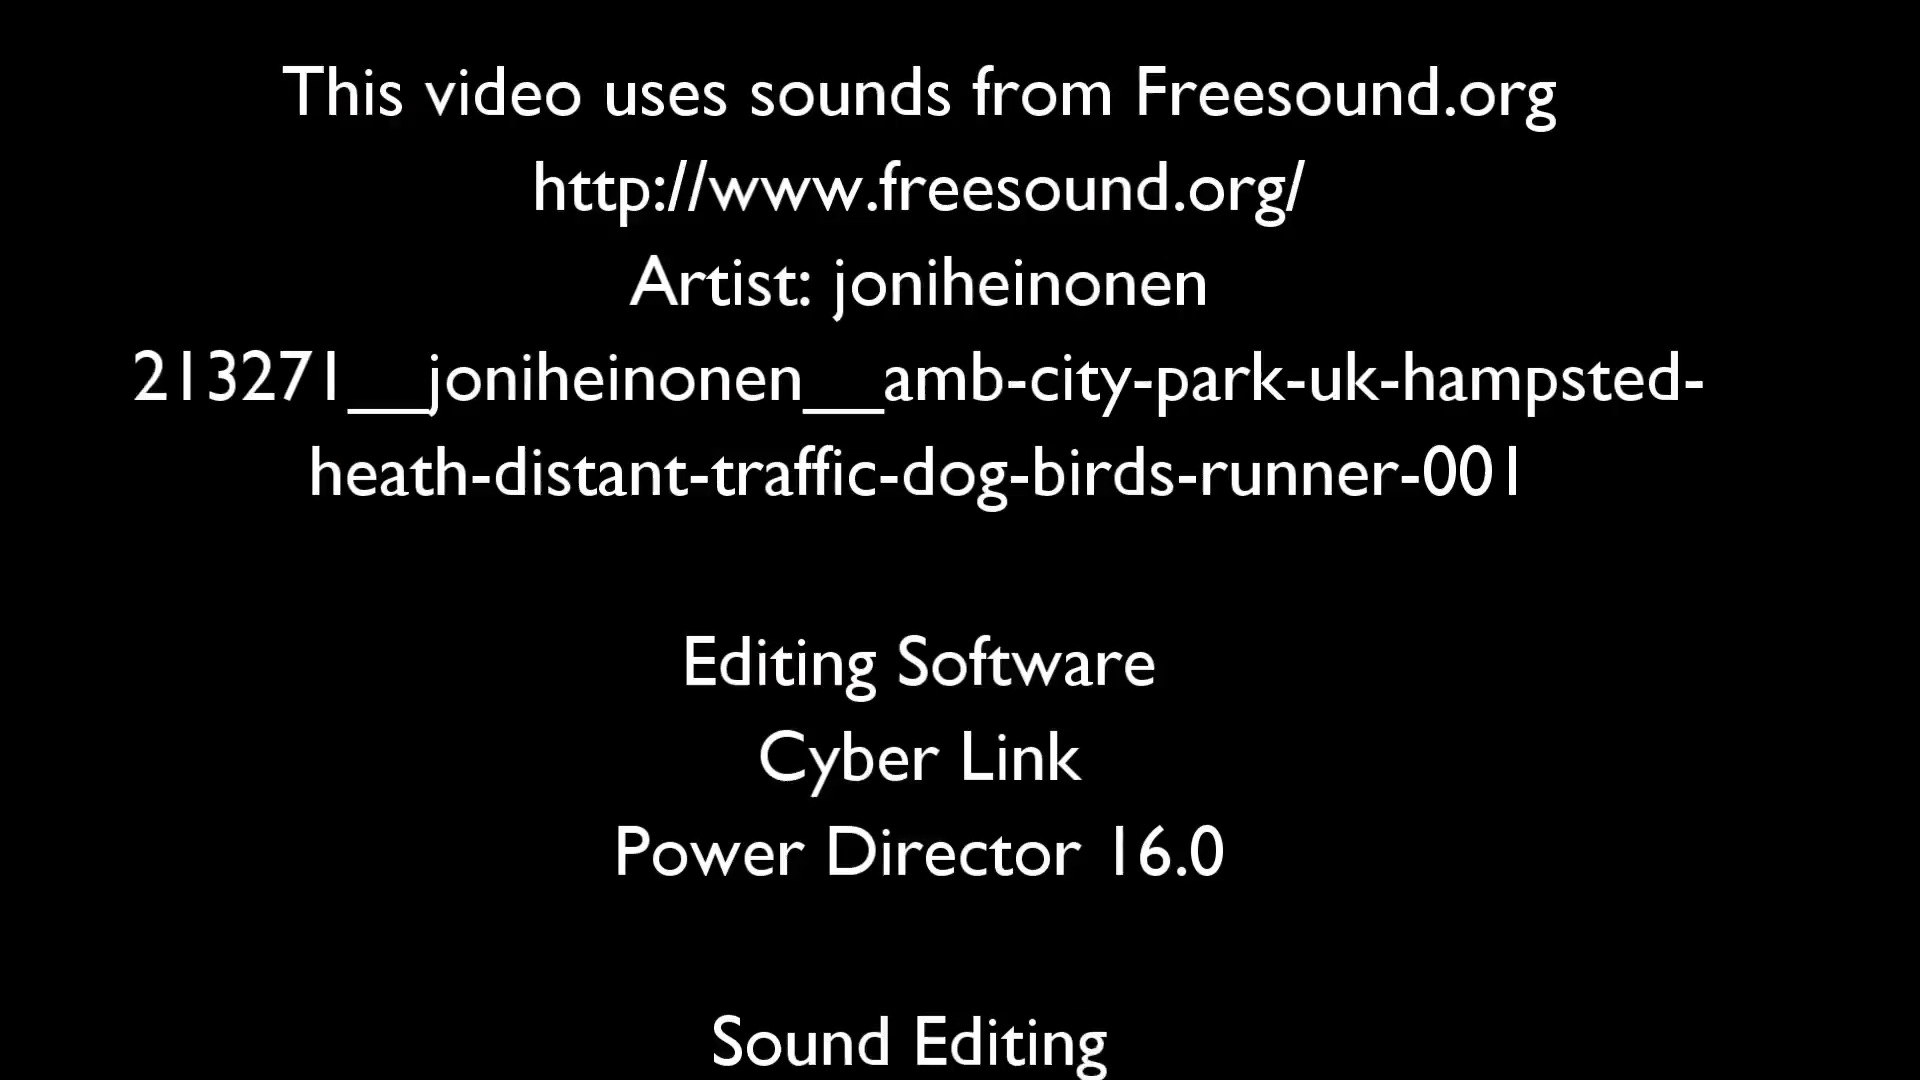 This video uses sounds from Freesound.org
http://www.freesound.org/
Artist: joniheinonen
213271__joniheinonen__amb-city-park-uk-hampsted-
heath-distant-traffic-dog-birds-runner-001
Editing Software
Cyber Link
Power Director 16.0
Sound Editing